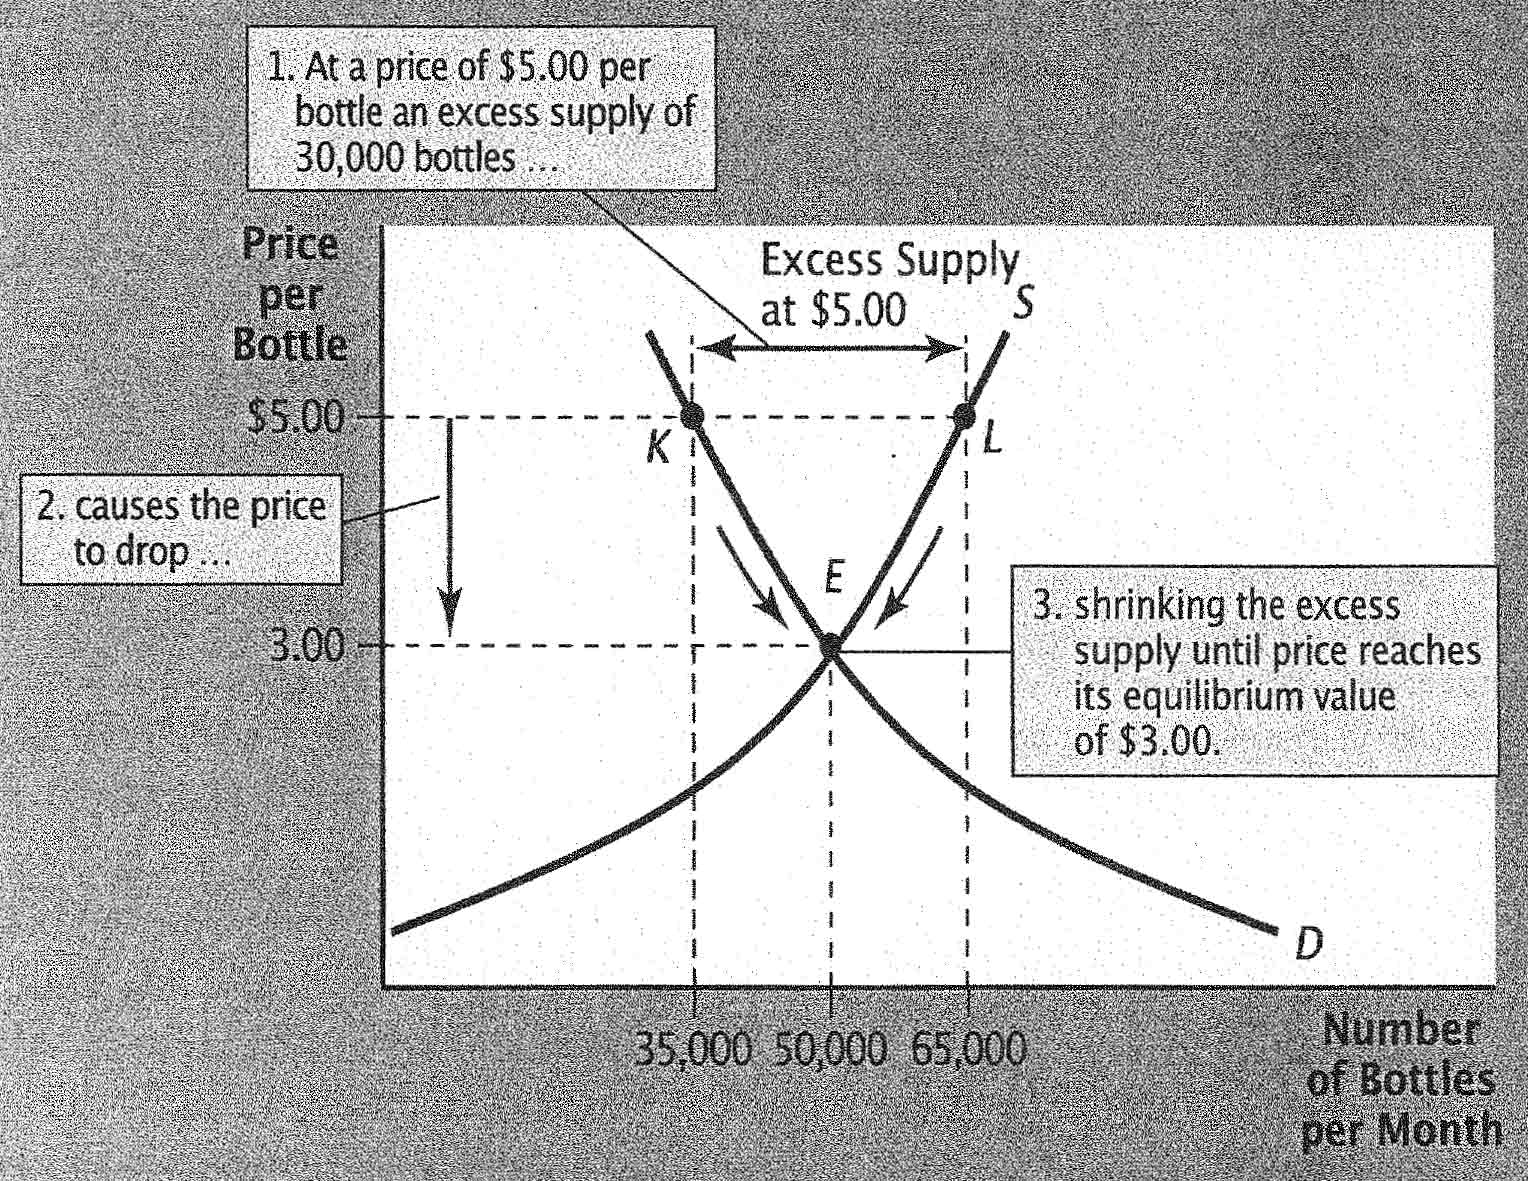 1. At a price of $5.00 per
bottle an excess supply of
30,000 bottles ...
Price
per
Bottle
Excess Supply
at $5.00
S
$5.00
K
L
2. causes the price
to drop ...
E
3. shrinking the excess
supply until price reaches
its equilibrium value
of $3.00.
3.00
D
35,000 50,000 65,000
Number
of Bottles
per Month